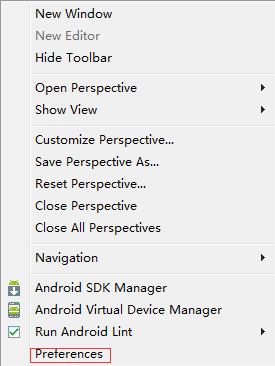 New Window
New Editor
Hide Toolbar
Open Perspective
Show View
Customize Perspective...
Save Perspective As...
Reset Perspective...
Close Perspective
Close All Perspectives
Navigation
Android SDK Manager
Android Virtual Device Manager
Run Android Lint
Preferences